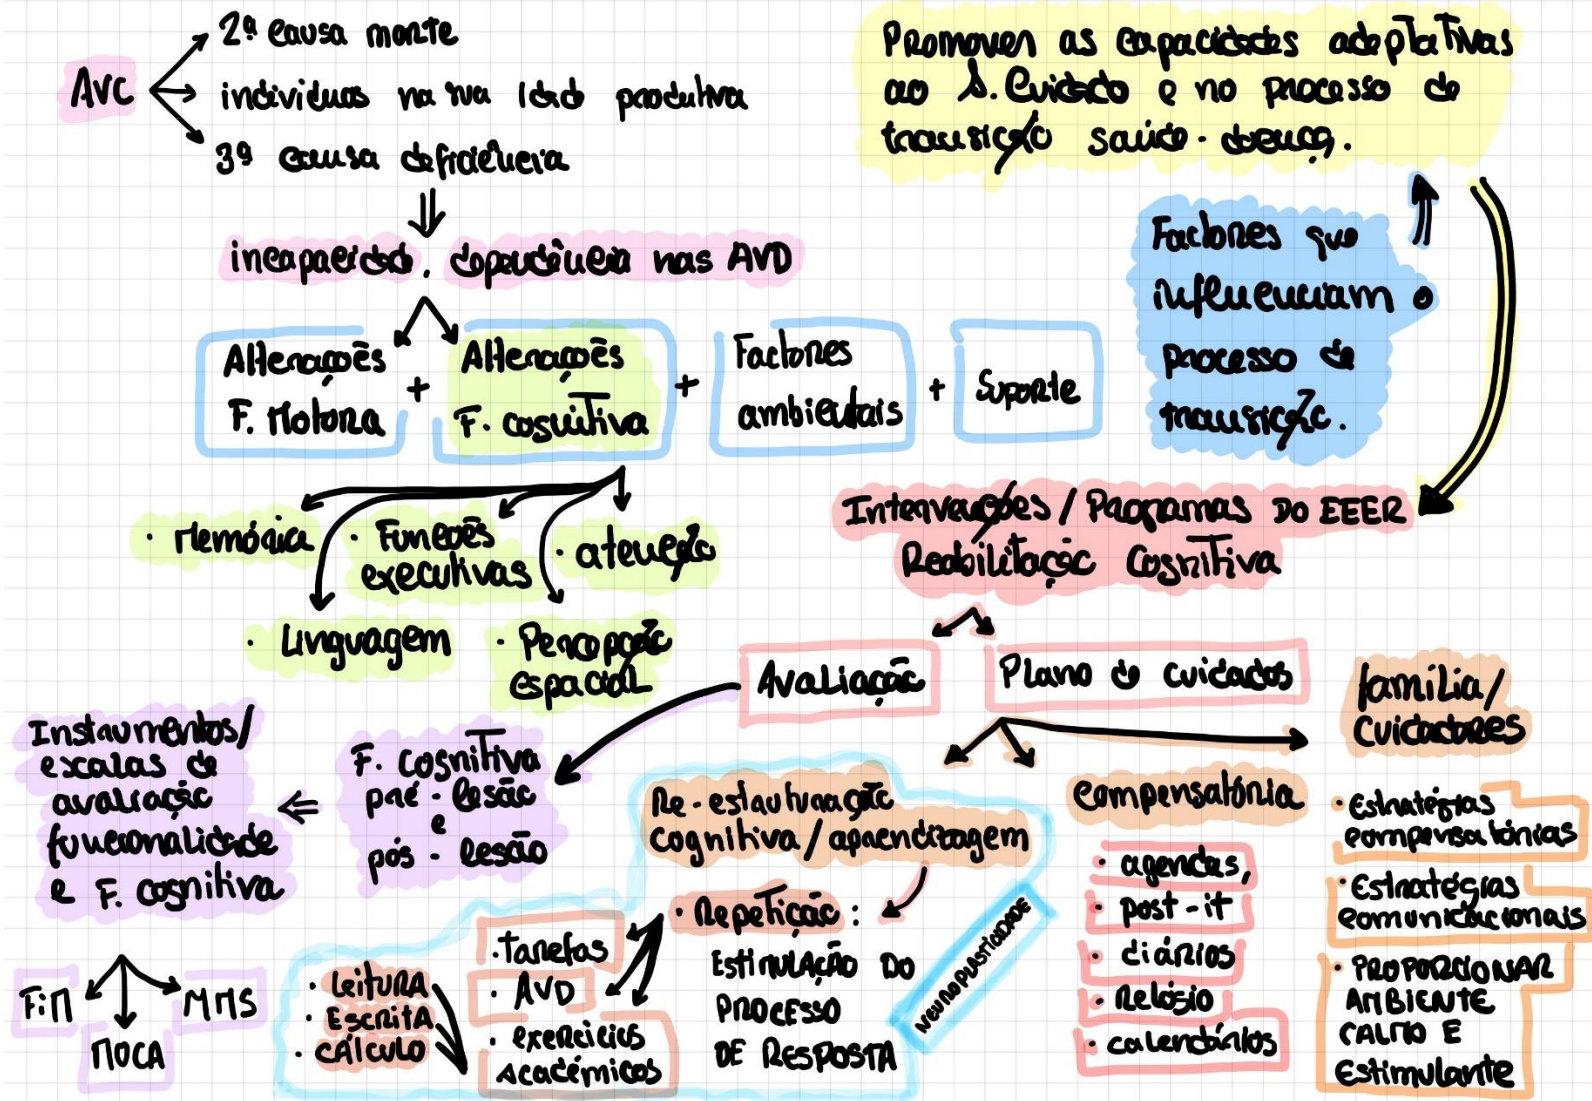 AVC
2ª causa morte
individuos na sua idade produtiva
3ª causa deficiência
Promover as capacidades adaptativas
ao A. Cuidado e no processo de
transição saúde-doença.
incapacidade, dependência nas AVD
Factores que
influenciam o
processo de
transição.
Alterações
F. Motora
+
Alterações
F. cognitiva
+
Factores
ambientais
+
Suporte
· Memória
· Funções
executivas
· atenção
· Linguagem
· Percepção
espacial
Intervenções / Programas DO EEER
Reabilitação Cognitiva
Avaliação
Plano de cuidados
família/
Cuidadores
Instrumentos/
escalas de
avaliação
funcionalidade
e F. cognitiva
F. cognitiva
pré-lesão
e
pós-lesão
Re-estruturação
cognitiva/aprendizagem
compensatória
· Estratégias
compensatórias
· Estratégias
comunicacionais
· PROPORCIONAR
AMBIENTE
CALMO E
Estimulante
· agendas,
· post-it
· diários
· Relógio
· calendários
· Repetição:
ESTIMULAÇÃO DO
PROCESSO
DE RESPOSTA
NEUROPLASTICIDADE
· tarefas
· AVD
· exercícios
Académicos
· Leitura
· Escrita
· Cálculo
FiM
MOCA
MMS